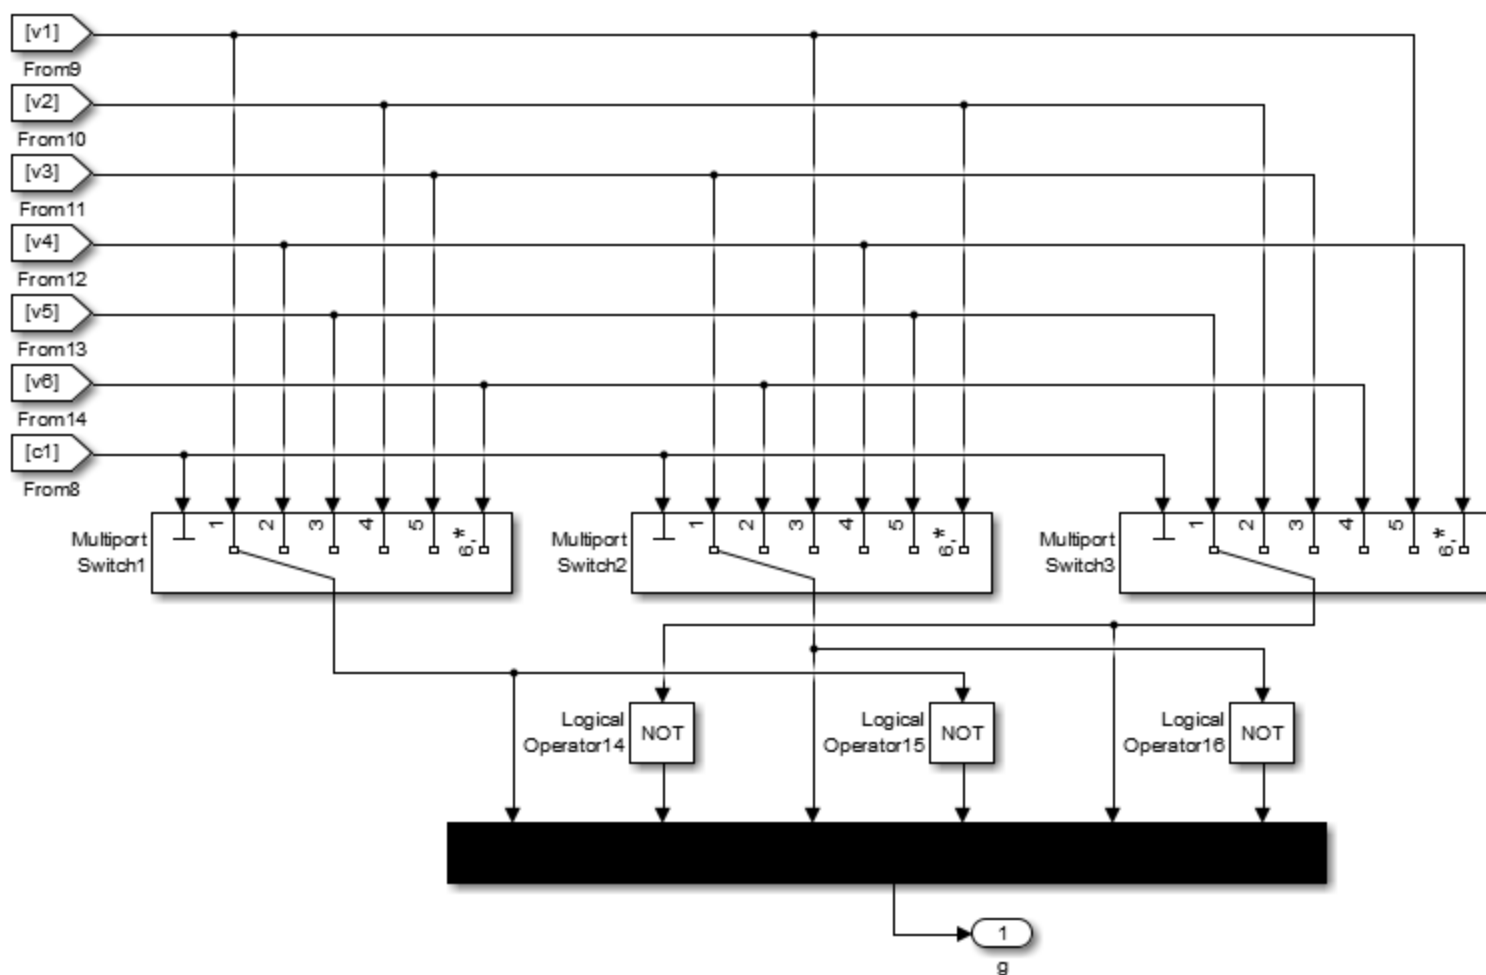 [v1]
From9
[v2]
From10
[v3]
From11
[v4]
From12
[v5]
From13
[v6]
From14
[c1]
From8
Multiport
Switch1
1
2
3
4
5
6,*
Multiport
Switch2
1
2
3
4
5
6,*
Multiport
Switch3
1
2
3
4
5
6,*
Logical
Operator14
NOT
Logical
Operator15
NOT
Logical
Operator16
NOT
1
g